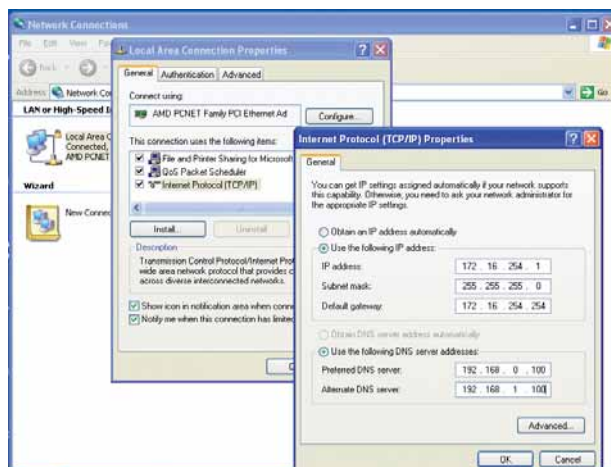 Network Connections
File Edit View Fav
Back
Address Network Co
Go
LAN or High-Speed I
Local Area C
Connected,
AMD PCNET
Wizard
New Connec
Local Area Connection Properties
General Authentication Advanced
Connect using:
AMD PCNET Family PCI Ethernet Ad
Configure...
This connection uses the following items:
File and Printer Sharing for Microsoft
QoS Packet Scheduler
Internet Protocol (TCP/IP)
Install... Uninstall
Description
Transmission Control Protocol/Internet Prot
wide area network protocol that provides c
across diverse interconnected networks.
Show icon in notification area when conne
Notify me when this connection has limited
Internet Protocol (TCP/IP) Properties
General
You can get IP settings assigned automatically if your network supports
this capability. Otherwise, you need to ask your network administrator for
the appropriate IP settings.
Obtain an IP address automatically
Use the following IP address:
IP address: 172 . 16 . 254 . 1
Subnet mask: 255 . 255 . 255 . 0
Default gateway: 172 . 16 . 254 . 254
Obtain DNS server address automatically
Use the following DNS server addresses:
Preferred DNS server: 192 . 168 . 0 . 100
Alternate DNS server: 192 . 168 . 1 . 100
Advanced...
OK Cancel